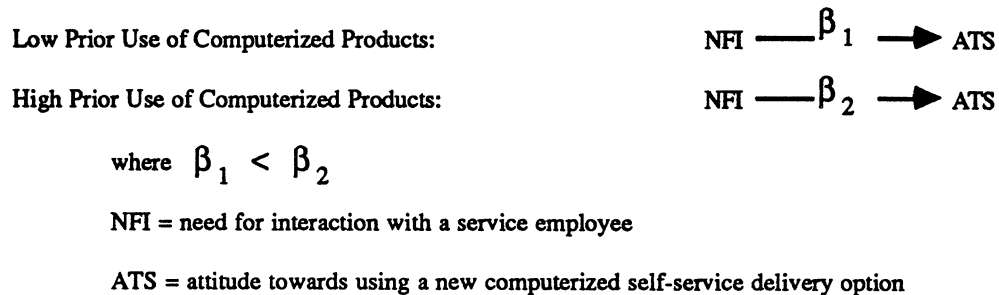 Low Prior Use of Computerized Products: NFI β1 ATS
High Prior Use of Computerized Products: NFI β2 ATS
where β1 < β2
NFI = need for interaction with a service employee
ATS = attitude towards using a new computerized self-service delivery option